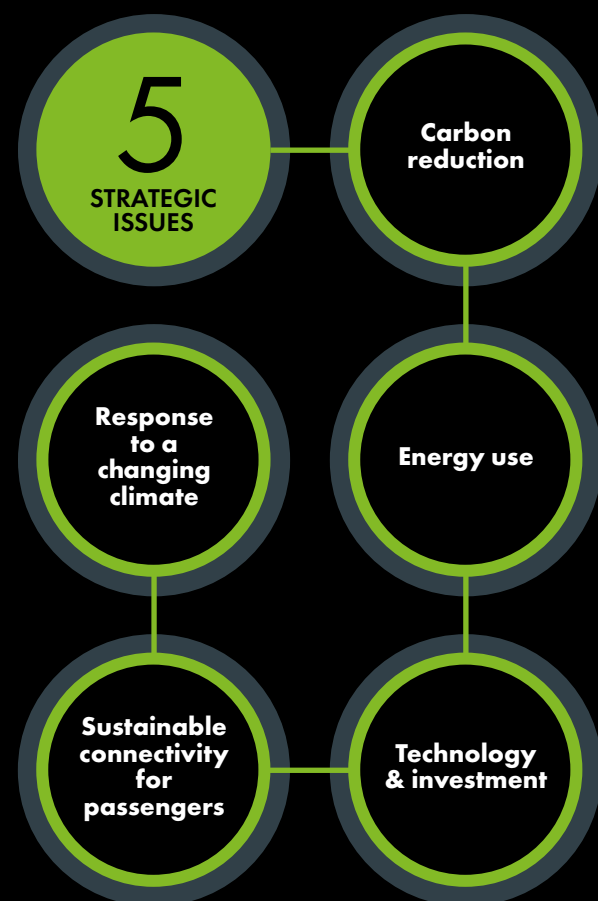 5
STRATEGIC
ISSUES
Carbon
reduction
Energy use
Technology
& investment
Sustainable
connectivity
for
passengers
Response
to a
changing
climate